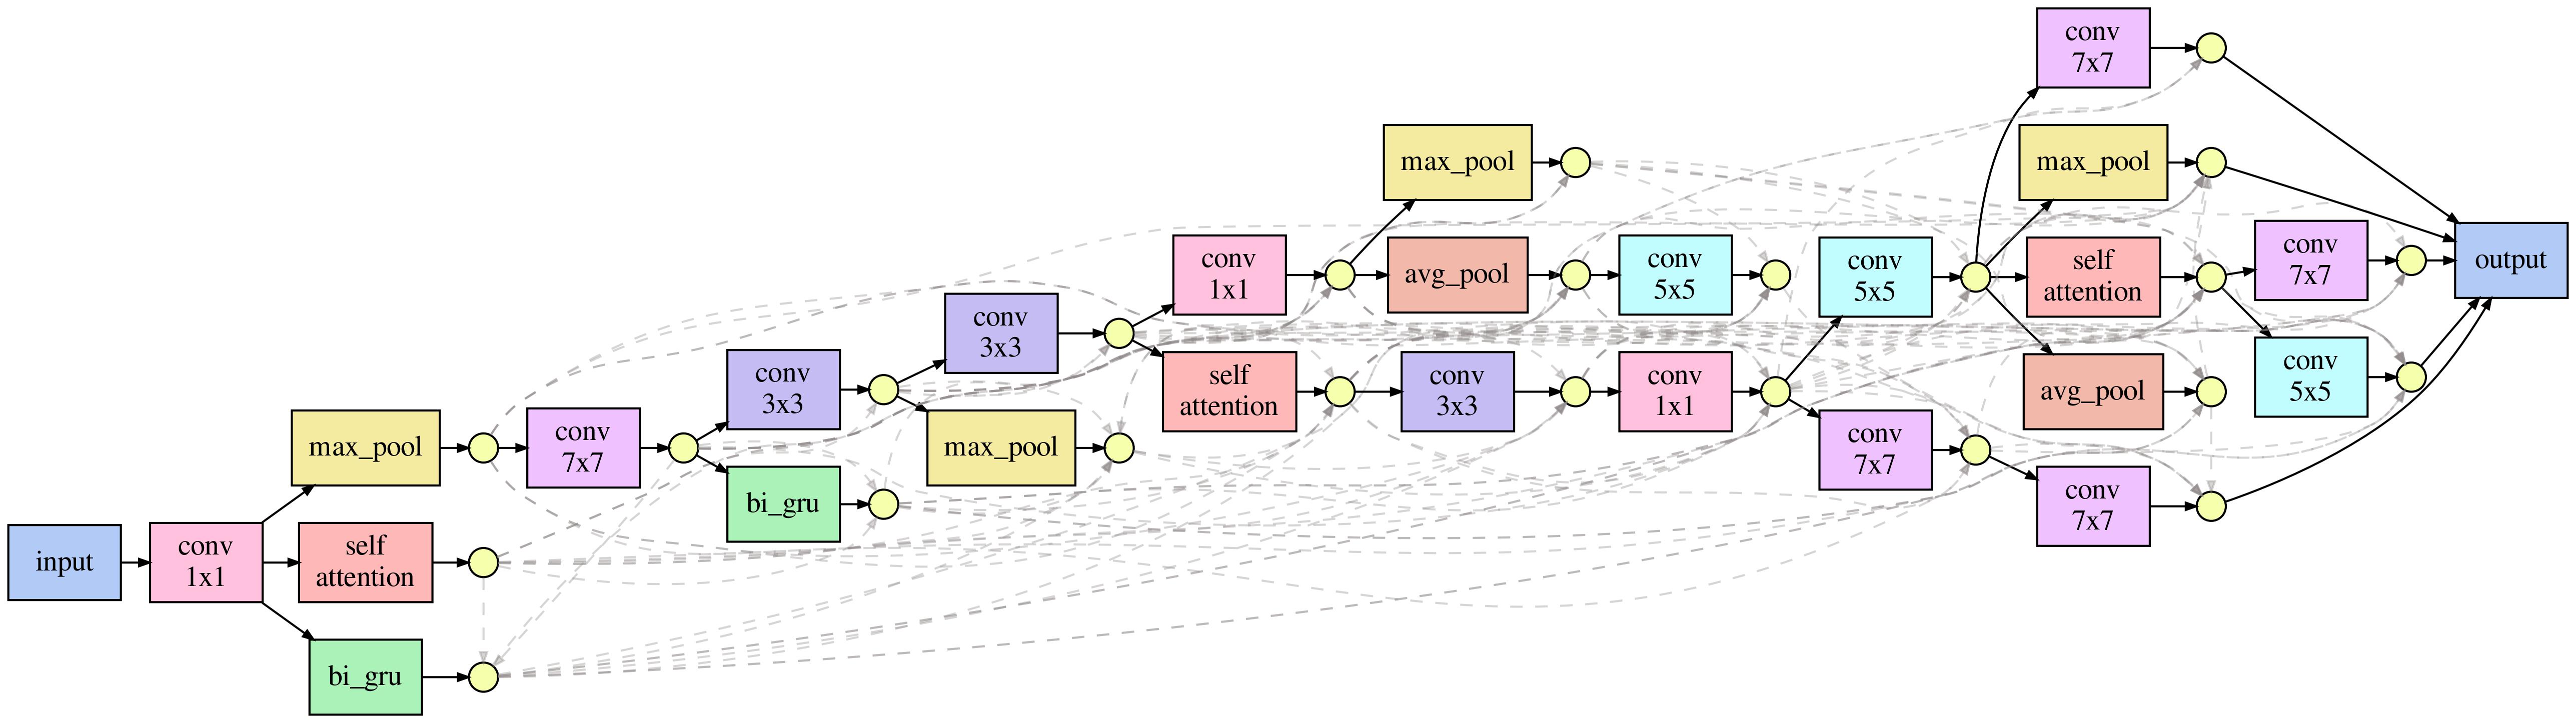 input
conv
1x1
max_pool
self
attention
bi_gru
conv
7x7
conv
3x3
bi_gru
conv
3x3
max_pool
conv
1x1
self
attention
max_pool
avg_pool
conv
3x3
conv
5x5
conv
1x1
conv
5x5
conv
7x7
conv
7x7
max_pool
self
attention
avg_pool
conv
7x7
conv
7x7
conv
5x5
output